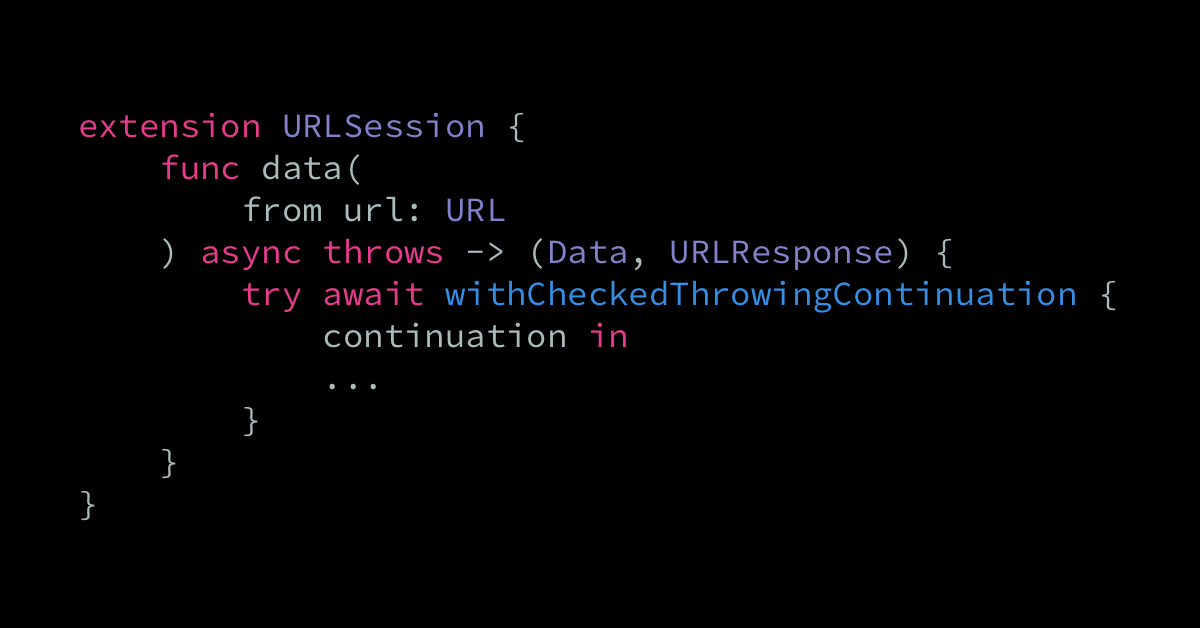 extension URLSession {
    func data(
        from url: URL
    ) async throws -> (Data, URLResponse) {
        try await withCheckedThrowingContinuation {
            continuation in
            ...
        }
    }
}